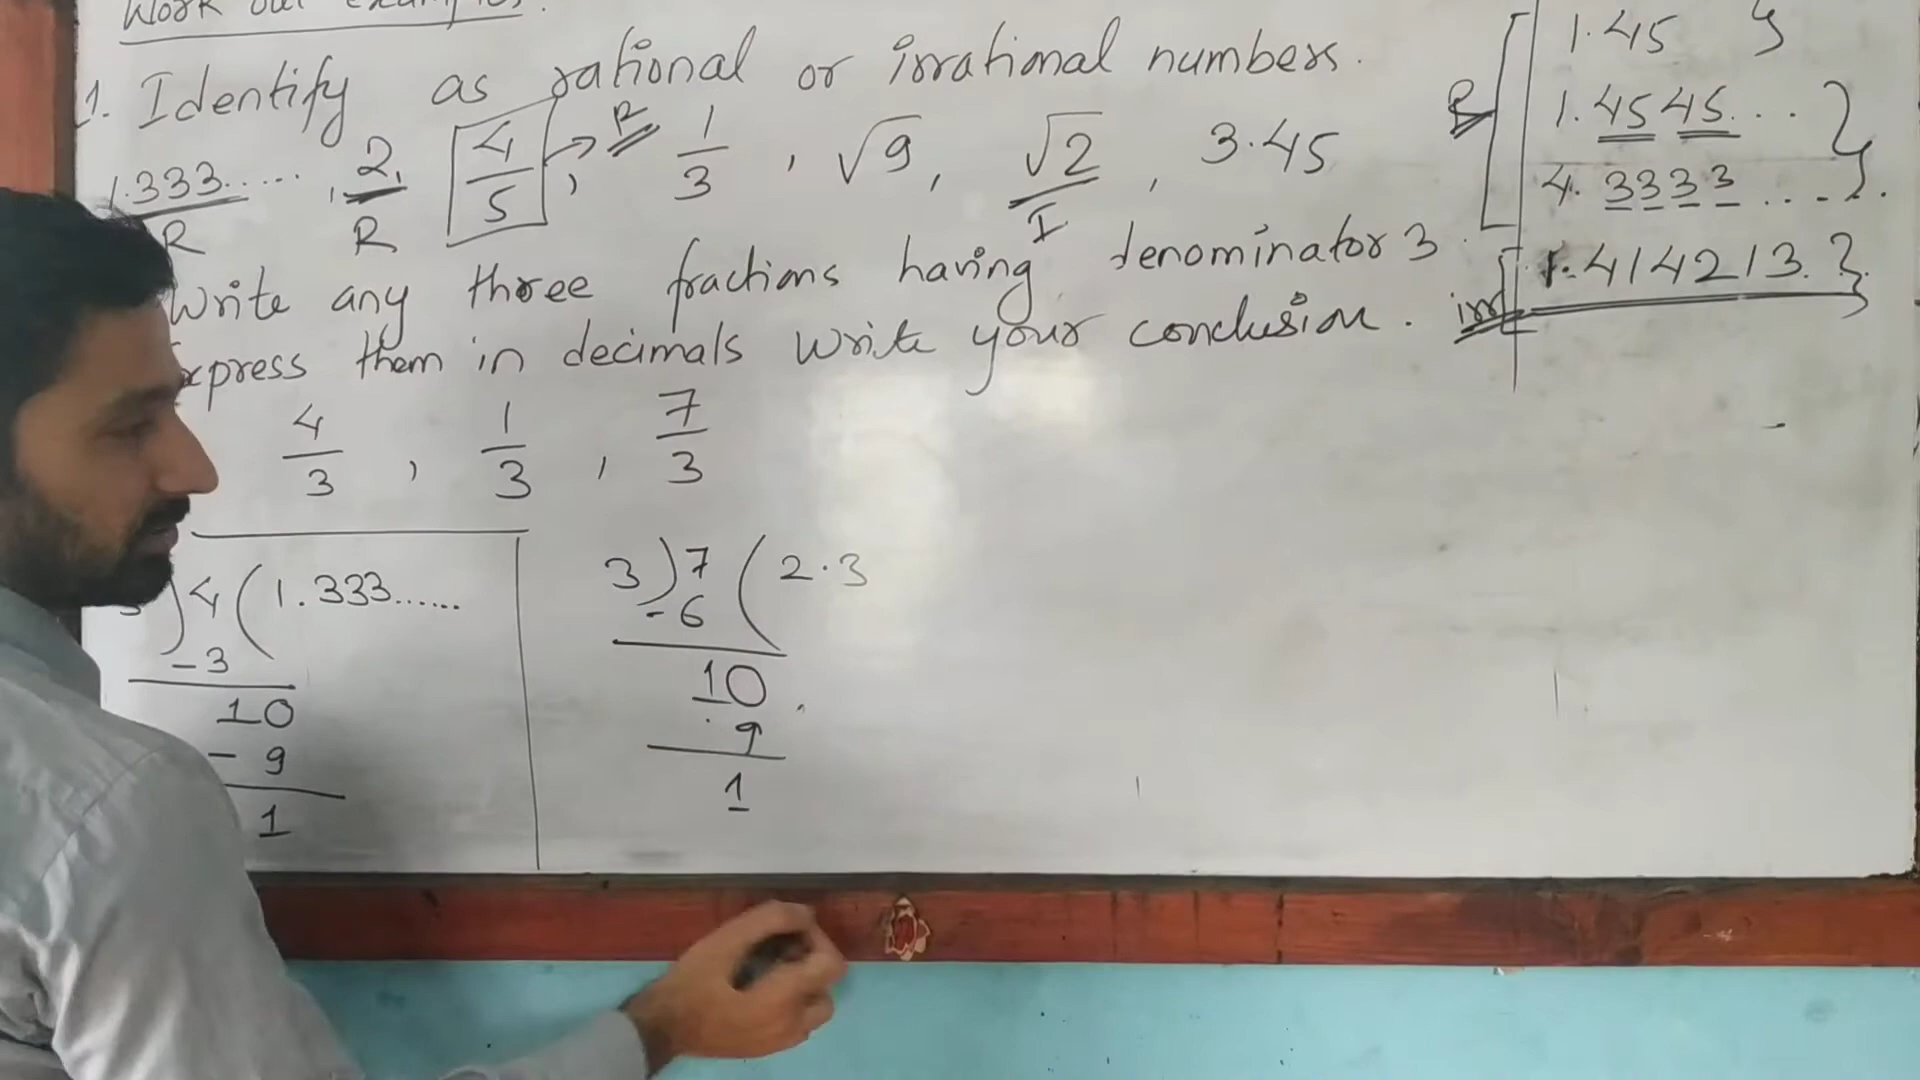 Work out examples.
1. Identify as rational or irrational numbers.
1.333....., 2, 4/5, → R 1/3, √9, √2, 3.45
R R I
Write any three fractions having denominator 3.
Express them in decimals write your conclusion.
4/3, 1/3, 7/3
3)4(1.333......
-3
10
-9
1
3)7(2.3
-6
10
9
1
1.45
1.4545...
4.3333.....
R
1.414213.
irr